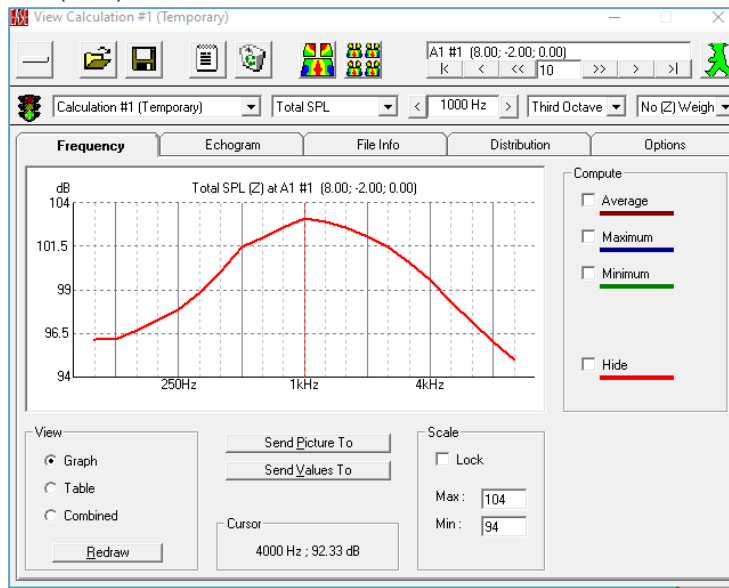 View Calculation #1 (Temporary)
A1 #1 (8.00; -2.00; 0.00)
K < << 10 >> > >|
Calculation #1 (Temporary) Total SPL < 1000 Hz > Third Octave No (Z) Weigh
Frequency Echogram File Info Distribution Options
dB Total SPL (Z) at A1 #1 (8.00; -2.00; 0.00)
104
101.5
99
96.5
94
250Hz 1kHz 4kHz
Compute
Average
Maximum
Minimum
Hide
View
Graph
Table
Combined
Redraw
Send Picture To
Send Values To
Cursor
4000 Hz ; 92.33 dB
Scale
Lock
Max : 104
Min : 94